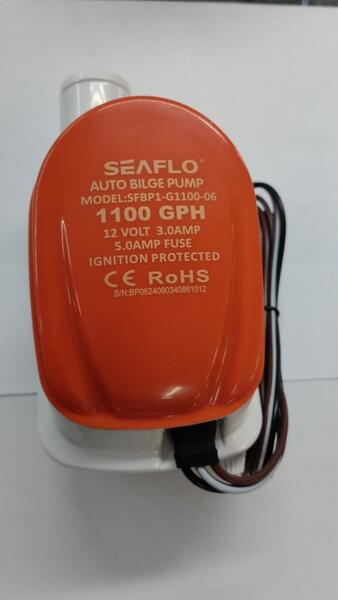 SEAFLO®
AUTO BILGE PUMP
MODEL:SFBP1-G1100-06
1100 GPH
12 VOLT 3.0AMP
5.0AMP FUSE
IGNITION PROTECTED
CE RoHS
S/N:BP0624090340861012